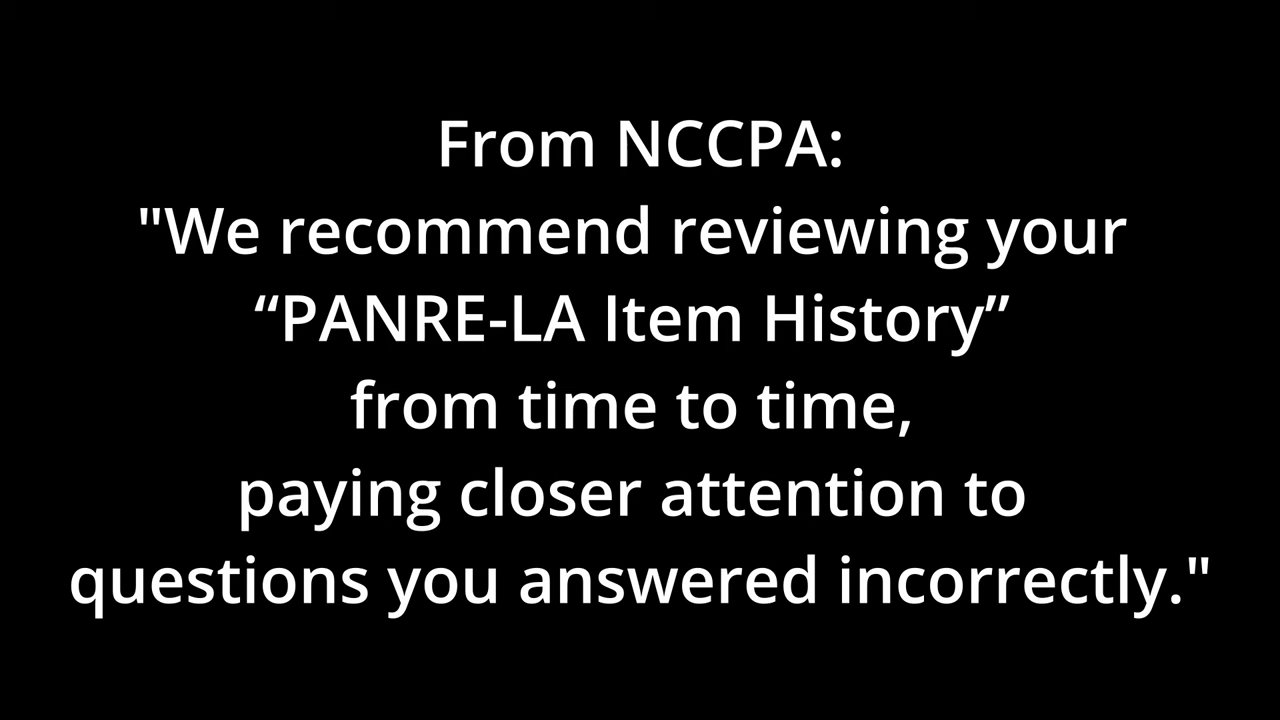 From NCCPA:
"We recommend reviewing your
“PANRE-LA Item History”
from time to time,
paying closer attention to
questions you answered incorrectly."